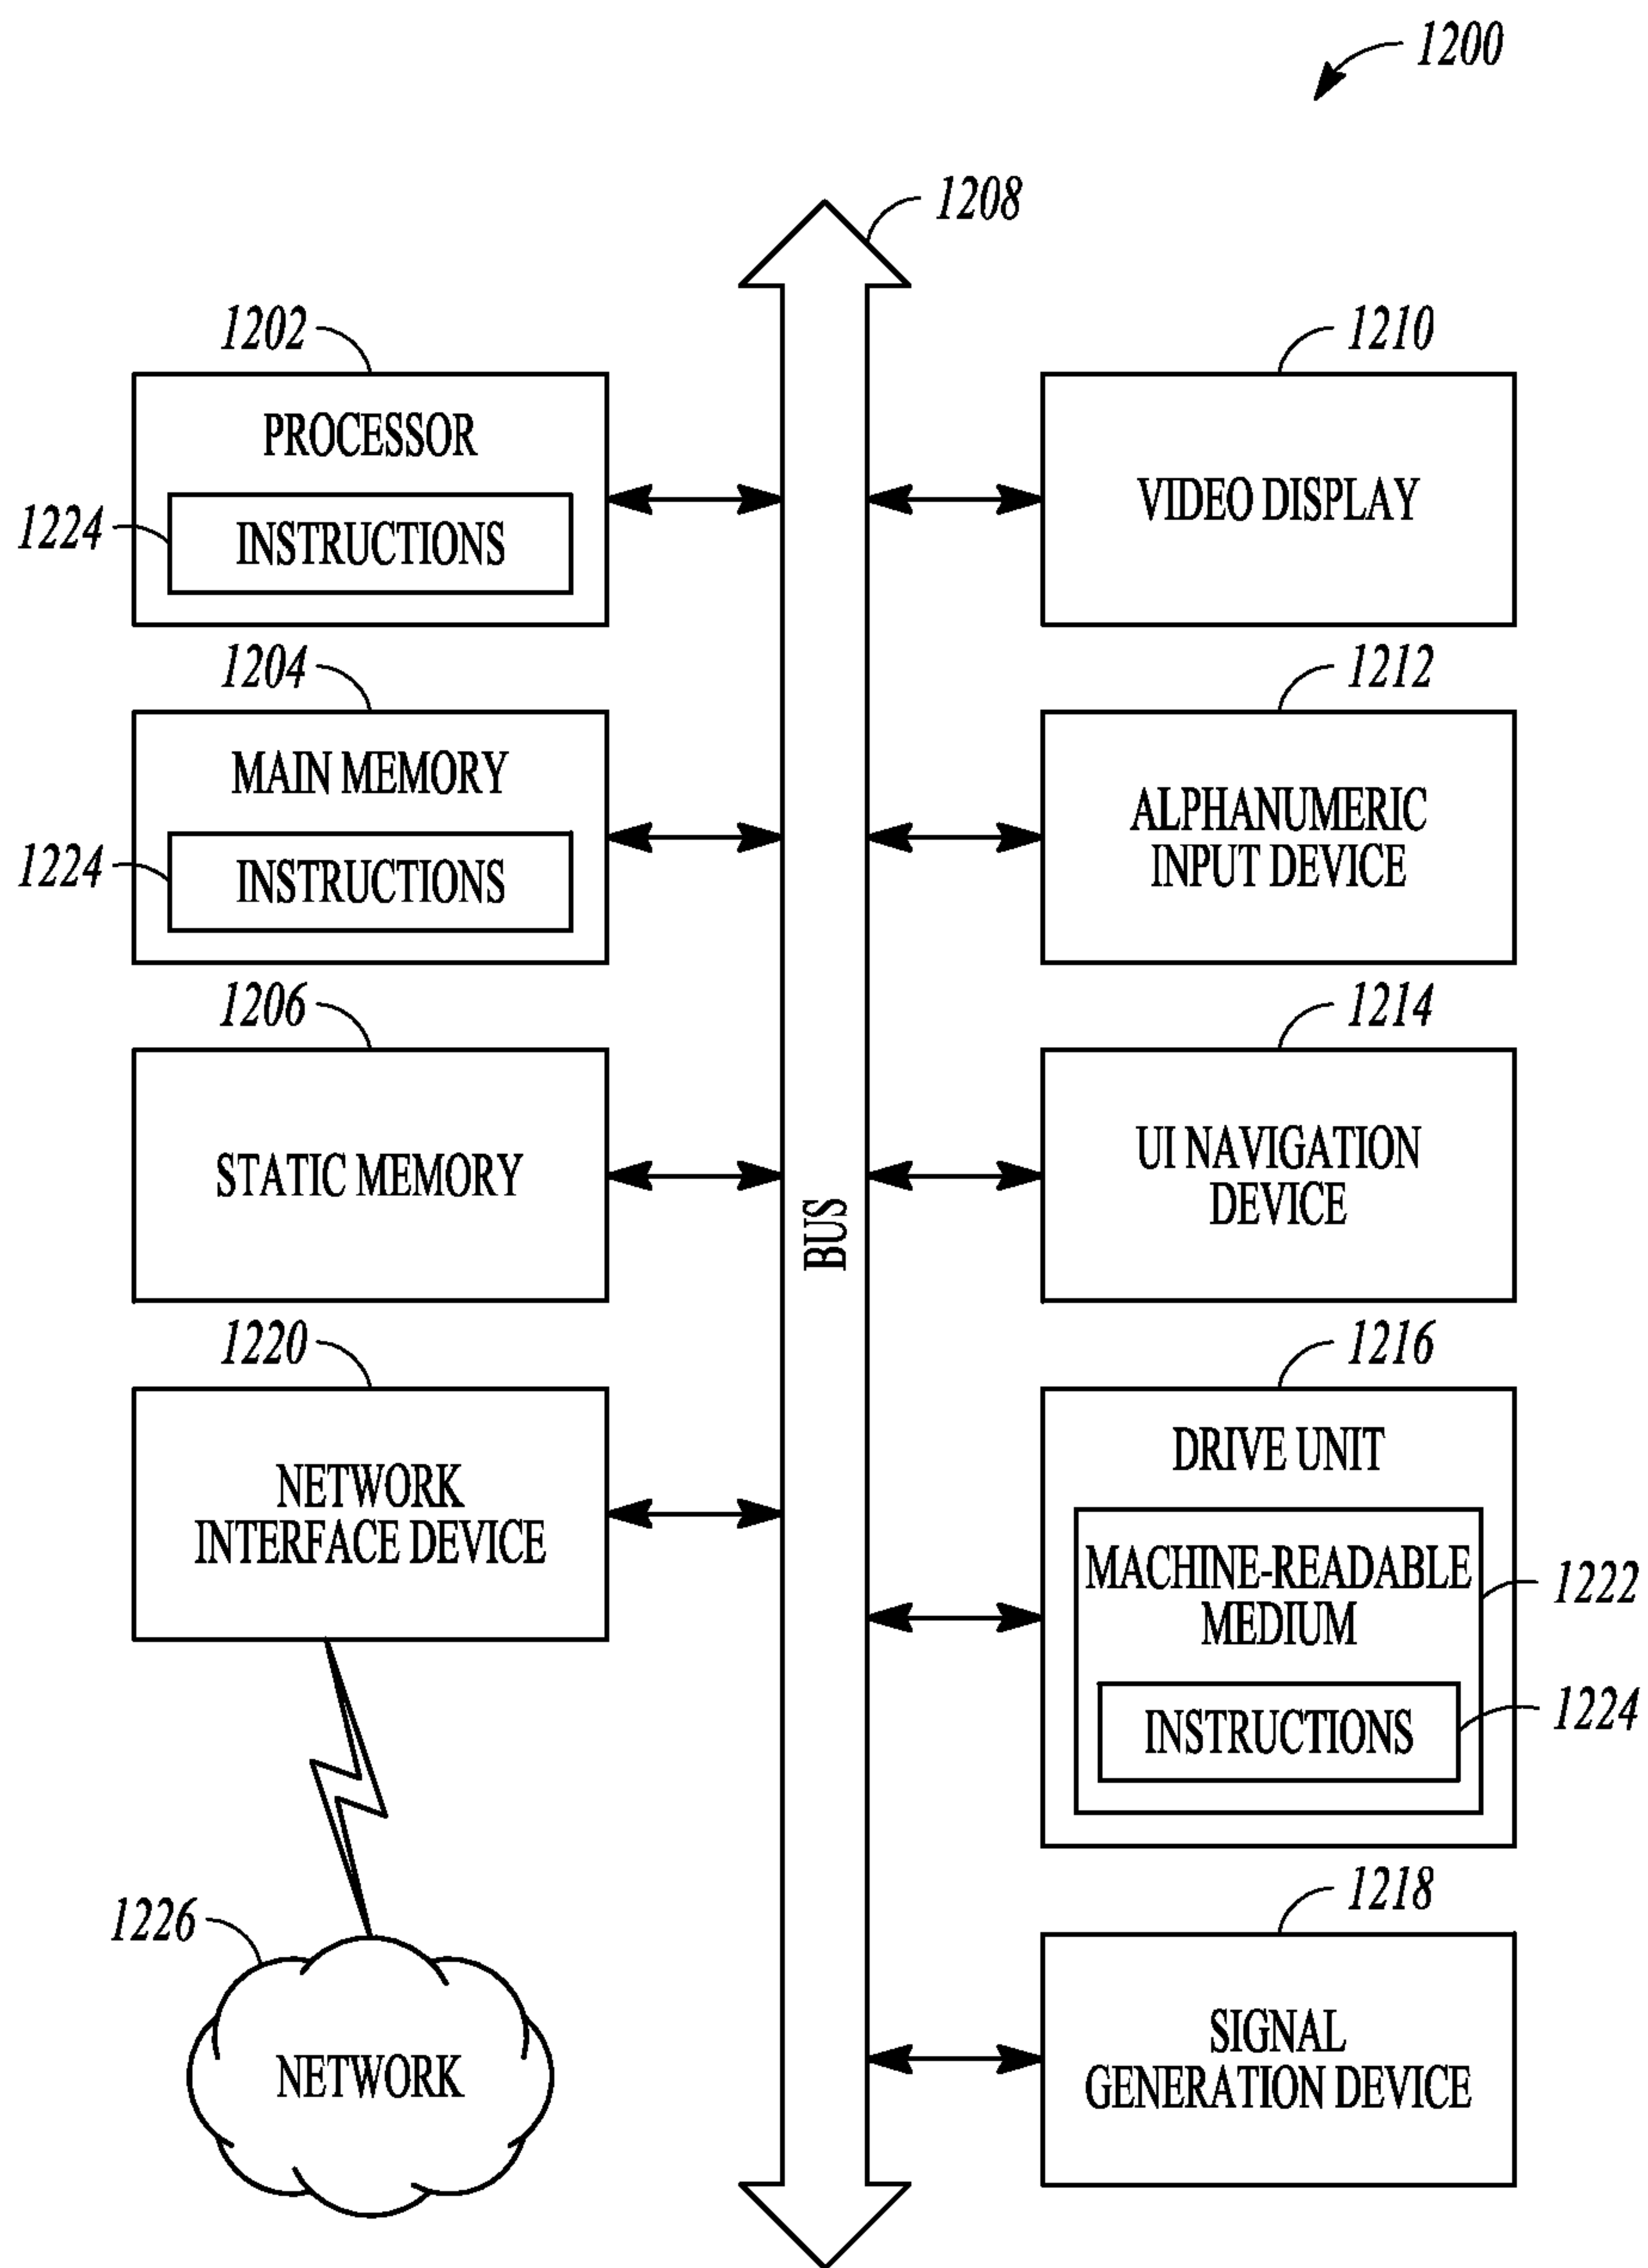 1200
1208
1202
PROCESSOR
1224
INSTRUCTIONS
1204
MAIN MEMORY
1224
INSTRUCTIONS
1206
STATIC MEMORY
1220
NETWORK
INTERFACE DEVICE
1226
NETWORK
BUS
1210
VIDEO DISPLAY
1212
ALPHANUMERIC
INPUT DEVICE
1214
UI NAVIGATION
DEVICE
1216
DRIVE UNIT
MACHINE-READABLE
MEDIUM
1222
INSTRUCTIONS
1224
1218
SIGNAL
GENERATION DEVICE